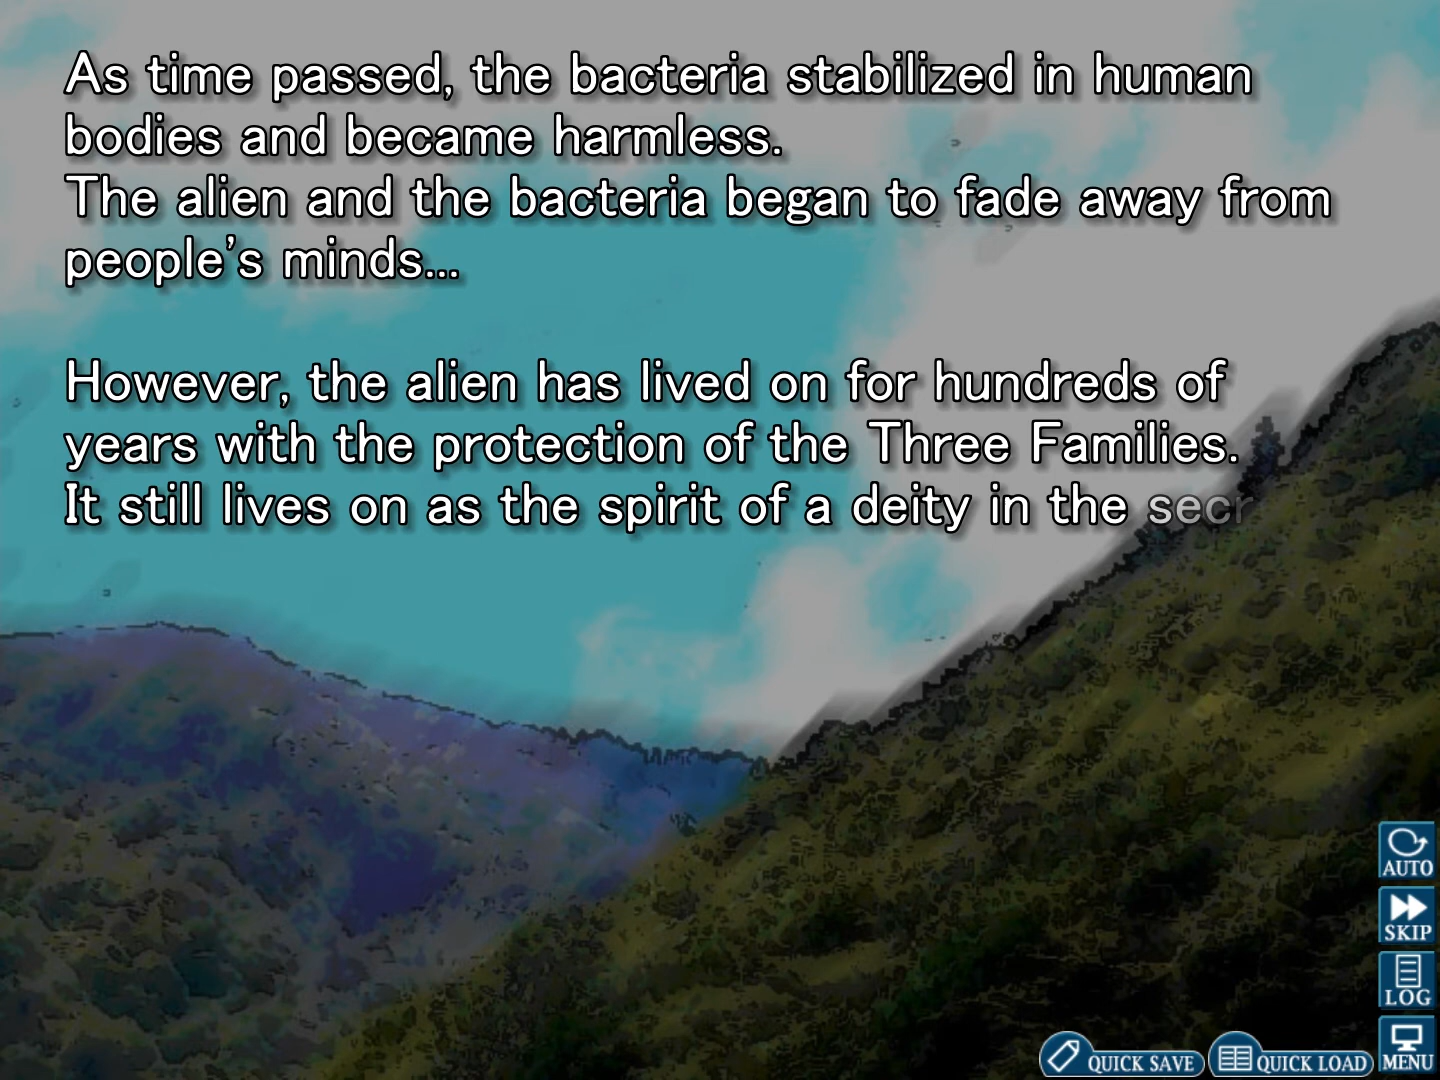 As time passed, the bacteria stabilized in human
bodies and became harmless.
The alien and the bacteria began to fade away from
people's minds...
However, the alien has lived on for hundreds of
years with the protection of the Three Families.
It still lives on as the spirit of a deity in the secr
AUTO
SKIP
LOG
MENU
QUICK SAVE
QUICK LOAD